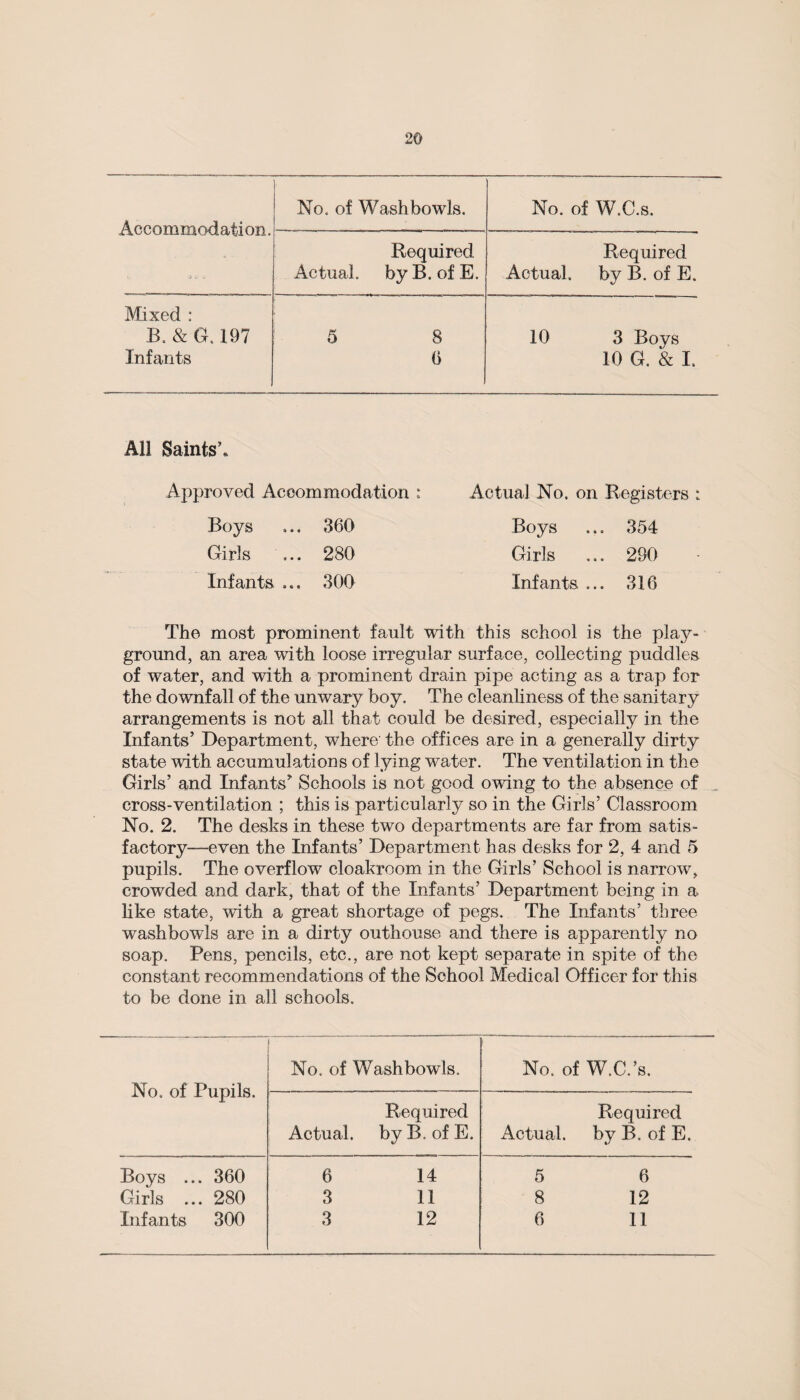 20
Accommodation. No. of Washbowls. No. of W.C.s.
Actual. Required by B. of E. Actual. Required by B. of E.
Mixed :
B. & G. 197 5 8 10 3 Boys
Infants 6 10 G. & I.
All Saints'.
Approved Accommodation : Actual No. on Registers :
Boys ... 360 Boys ... 354
Girls ... 280 Girls ... 290
Infants ... 300 Infants ... 316
The most prominent fault with this school is the play-
ground, an area with loose irregular surface, collecting puddles
of water, and with a prominent drain pipe acting as a trap for
the downfall of the unwary boy. The cleanliness of the sanitary
arrangements is not all that could be desired, especially in the
Infants' Department, where the offices are in a generally dirty
state with accumulations of lying water. The ventilation in the
Girls' and Infants' Schools is not good owing to the absence of
cross-ventilation ; this is particularly so in the Girls' Classroom
No. 2. The desks in these two departments are far from satis-
factory—even the Infants' Department has desks for 2, 4 and 5
pupils. The overflow cloakroom in the Girls' School is narrow,
crowded and dark, that of the Infants' Department being in a
like state, with a great shortage of pegs. The Infants' three
washbowls are in a dirty outhouse and there is apparently no
soap. Pens, pencils, etc., are not kept separate in spite of the
constant recommendations of the School Medical Officer for this
to be done in all schools.
No. of Pupils. No. of Washbowls. No. of W.C.'s.
Actual. Required by B. of E. Actual. Required by B. of E.
Boys ... 360 6 14 5 6
Girls ... 280 3 11 8 12
Infants 300 3 12 6 11